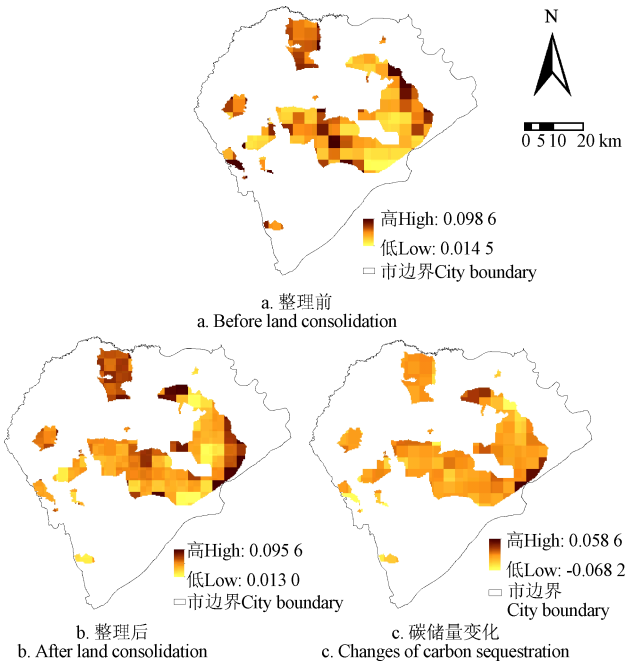 N
0 5 10 20 km
高High: 0.098 6
低Low: 0.014 5
市边界City boundary
a. 整理前
a. Before land consolidation
高High: 0.095 6
低Low: 0.013 0
市边界City boundary
b. 整理后
b. After land consolidation
高High: 0.058 6
低Low: -0.068 2
市边界
City boundary
c. 碳储量变化
c. Changes of carbon sequestration